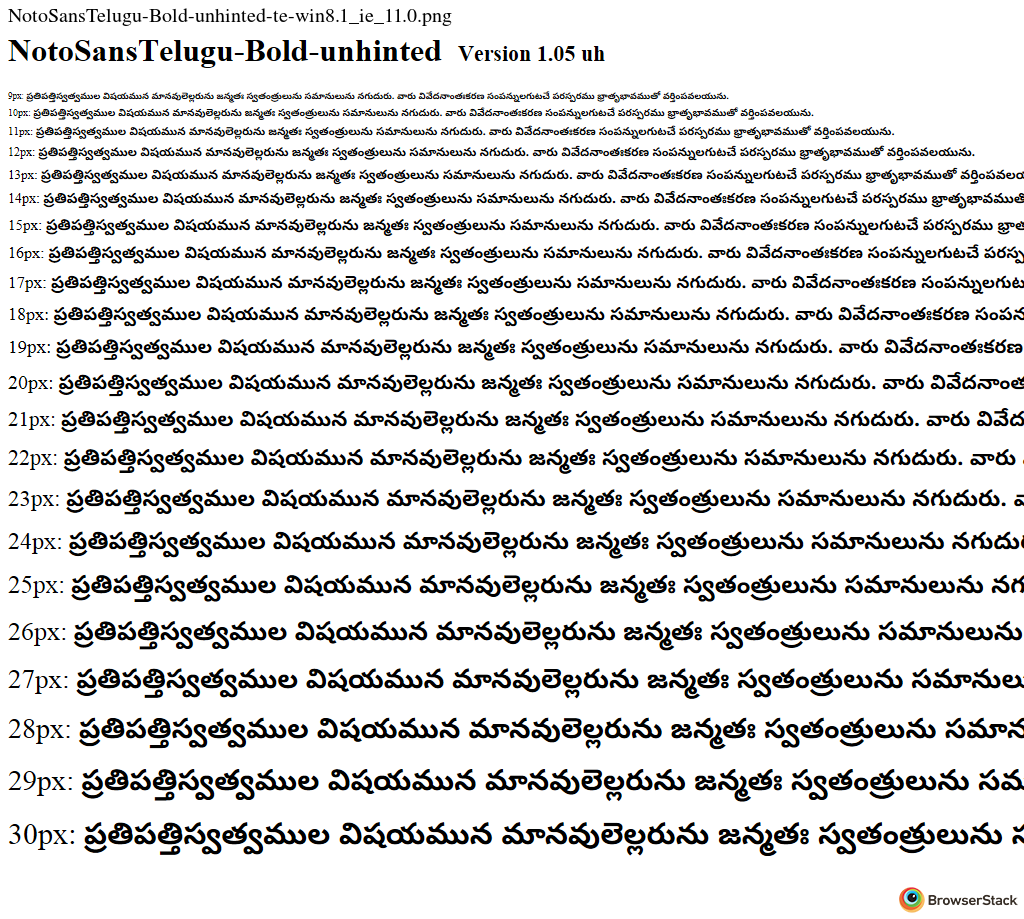 NotoSansTelugu-Bold-unhinted-te-win8.1_ie_11.0.png
NotoSansTelugu-Bold-unhinted Version 1.05 uh
9px: ప్రతిపత్తిస్వత్వముల విషయమున మానవులెల్లరును జన్మతః స్వతంత్రులును సమానులును నగుదురు. వారు వివేదనాంతఃకరణ సంపన్నులగుటచే పరస్పరము భ్రాతృభావముతో వర్తింపవలయును.
10px: ప్రతిపత్తిస్వత్వముల విషయమున మానవులెల్లరును జన్మతః స్వతంత్రులును సమానులును నగుదురు. వారు వివేదనాంతఃకరణ సంపన్నులగుటచే పరస్పరము భ్రాతృభావముతో వర్తింపవలయును.
11px: ప్రతిపత్తిస్వత్వముల విషయమున మానవులెల్లరును జన్మతః స్వతంత్రులును సమానులును నగుదురు. వారు వివేదనాంతఃకరణ సంపన్నులగుటచే పరస్పరము భ్రాతృభావముతో వర్తింపవలయును.
12px: ప్రతిపత్తిస్వత్వముల విషయమున మానవులెల్లరును జన్మతః స్వతంత్రులును సమానులును నగుదురు. వారు వివేదనాంతఃకరణ సంపన్నులగుటచే పరస్పరము భ్రాతృభావముతో వర్తింపవలయును.
13px: ప్రతిపత్తిస్వత్వముల విషయమున మానవులెల్లరును జన్మతః స్వతంత్రులును సమానులును నగుదురు. వారు వివేదనాంతఃకరణ సంపన్నులగుటచే పరస్పరము భ్రాతృభావముతో వర్తింపవల
14px: ప్రతిపత్తిస్వత్వముల విషయమున మానవులెల్లరును జన్మతః స్వతంత్రులును సమానులును నగుదురు. వారు వివేదనాంతఃకరణ సంపన్నులగుటచే పరస్పరము భ్రాతృభావముత
15px: ప్రతిపత్తిస్వత్వముల విషయమున మానవులెల్లరును జన్మతః స్వతంత్రులును సమానులును నగుదురు. వారు వివేదనాంతఃకరణ సంపన్నులగుటచే పరస్పరము భ్రాత
16px: ప్రతిపత్తిస్వత్వముల విషయమున మానవులెల్లరును జన్మతః స్వతంత్రులును సమానులును నగుదురు. వారు వివేదనాంతఃకరణ సంపన్నులగుటచే పరస్ప
17px: ప్రతిపత్తిస్వత్వముల విషయమున మానవులెల్లరును జన్మతః స్వతంత్రులును సమానులును నగుదురు. వారు వివేదనాంతఃకరణ సంపన్నులగుట
18px: ప్రతిపత్తిస్వత్వముల విషయమున మానవులెల్లరును జన్మతః స్వతంత్రులును సమానులును నగుదురు. వారు వివేదనాంతఃకరణ సంపన
19px: ప్రతిపత్తిస్వత్వముల విషయమున మానవులెల్లరును జన్మతః స్వతంత్రులును సమానులును నగుదురు. వారు వివేదనాంతఃకరణ
20px: ప్రతిపత్తిస్వత్వముల విషయమున మానవులెల్లరును జన్మతః స్వతంత్రులును సమానులును నగుదురు. వారు వివేదనాంత
21px: ప్రతిపత్తిస్వత్వముల విషయమున మానవులెల్లరును జన్మతః స్వతంత్రులును సమానులును నగుదురు. వారు వివేద
22px: ప్రతిపత్తిస్వత్వముల విషయమున మానవులెల్లరును జన్మతః స్వతంత్రులును సమానులును నగుదురు. వారు
23px: ప్రతిపత్తిస్వత్వముల విషయమున మానవులెల్లరును జన్మతః స్వతంత్రులును సమానులును నగుదురు. వ
24px: ప్రతిపత్తిస్వత్వముల విషయమున మానవులెల్లరును జన్మతః స్వతంత్రులును సమానులును నగుదుర
25px: ప్రతిపత్తిస్వత్వముల విషయమున మానవులెల్లరును జన్మతః స్వతంత్రులును సమానులును నగ
26px: ప్రతిపత్తిస్వత్వముల విషయమున మానవులెల్లరును జన్మతః స్వతంత్రులును సమానులును
27px: ప్రతిపత్తిస్వత్వముల విషయమున మానవులెల్లరును జన్మతః స్వతంత్రులును సమానులు
28px: ప్రతిపత్తిస్వత్వముల విషయమున మానవులెల్లరును జన్మతః స్వతంత్రులును సమాన
29px: ప్రతిపత్తిస్వత్వముల విషయమున మానవులెల్లరును జన్మతః స్వతంత్రులును సమ
30px: ప్రతిపత్తిస్వత్వముల విషయమున మానవులెల్లరును జన్మతః స్వతంత్రులును
BrowserStack